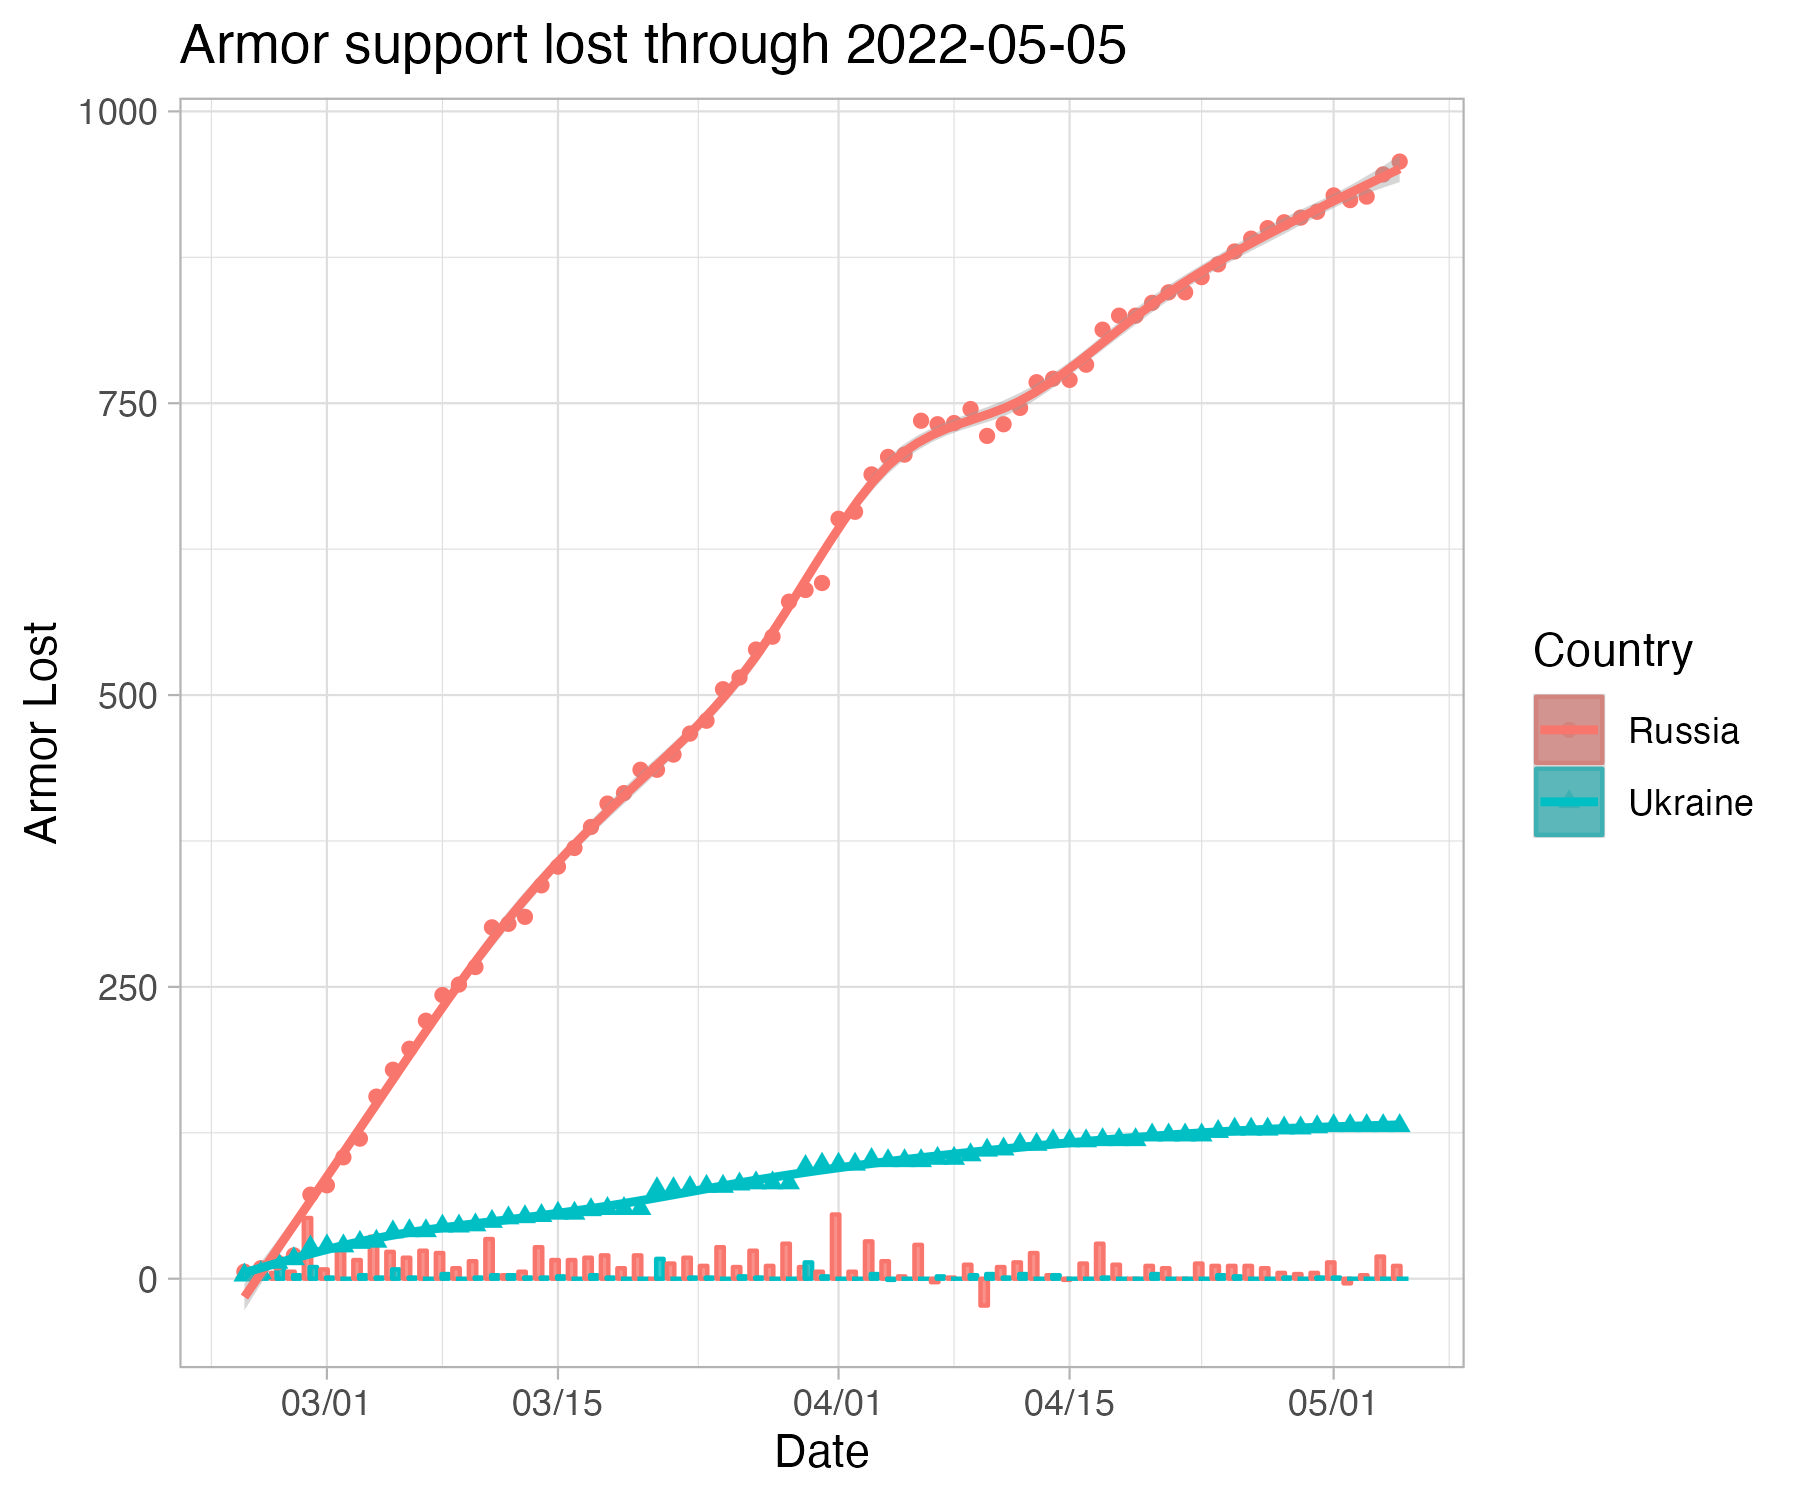 Armor support lost through 2022-05-05
1000
750
500
250
0
Armor Lost
03/01
03/15
04/01
04/15
05/01
Date
Country
Russia
Ukraine